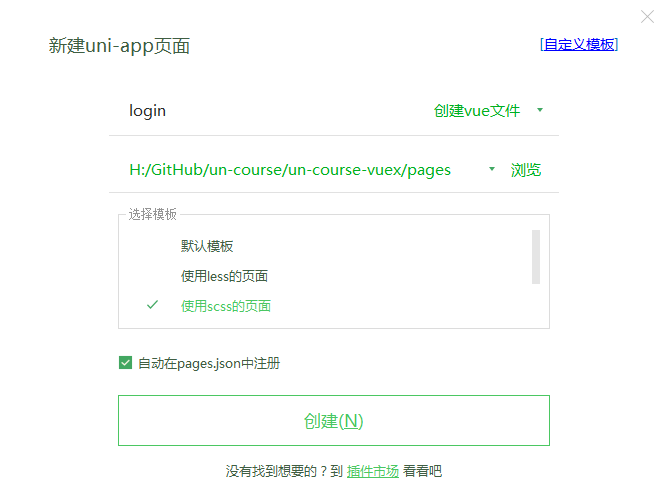 新建uni-app页面
[自定义模板]
login
创建vue文件
H:/GitHub/un-course/un-course-vuex/pages
浏览
选择模板
默认模板
使用less的页面
使用scss的页面
自动在pages.json中注册
创建(N)
没有找到想要的？到 插件市场 看看吧